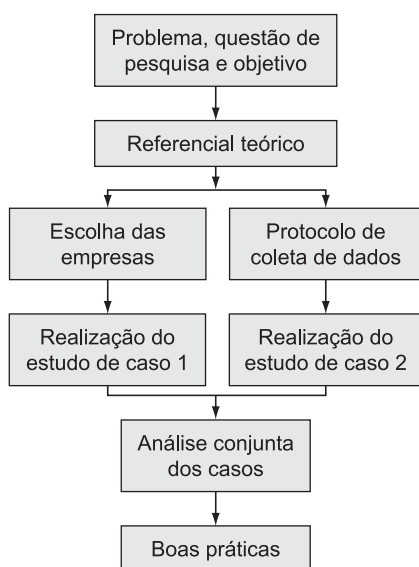 Problema, questão de
pesquisa e objetivo
Referencial teórico
Escolha das
empresas
Protocolo de
coleta de dados
Realização do
estudo de caso 1
Realização do
estudo de caso 2
Análise conjunta
dos casos
Boas práticas